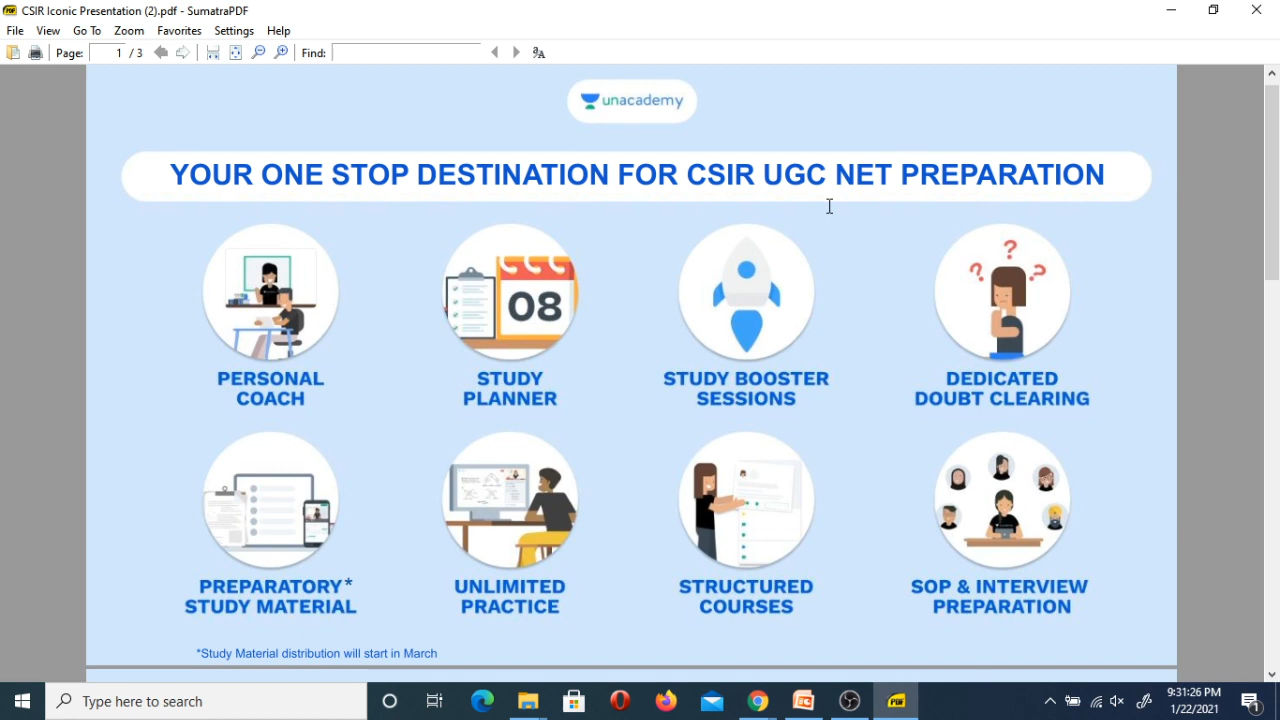 CSIR Iconic Presentation (2).pdf - SumatraPDF
File View Go To Zoom Favorites Settings Help
Page: 1 / 3 Find:
unacademy
YOUR ONE STOP DESTINATION FOR CSIR UGC NET PREPARATION
08
PERSONAL
COACH
STUDY
PLANNER
STUDY BOOSTER
SESSIONS
DEDICATED
DOUBT CLEARING
PREPARATORY*
STUDY MATERIAL
UNLIMITED
PRACTICE
STRUCTURED
COURSES
SOP & INTERVIEW
PREPARATION
*Study Material distribution will start in March
Type here to search
9:31:26 PM
1/22/2021